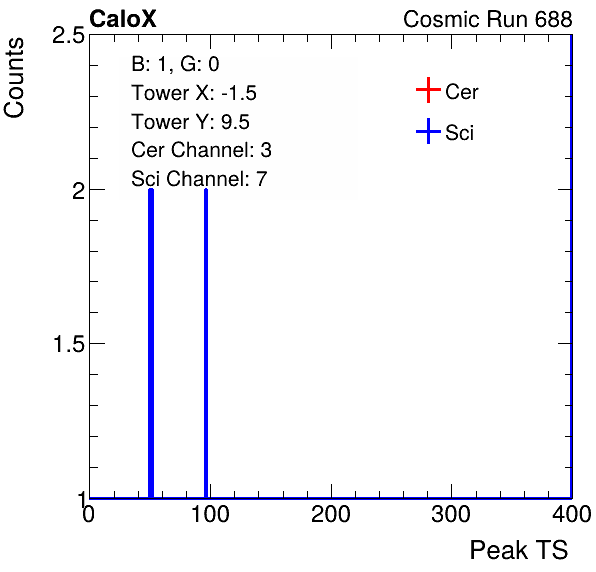 CaloX Cosmic Run 688
Counts
2.5
2
1.5
1
B: 1, G: 0
Tower X: -1.5
Tower Y: 9.5
Cer Channel: 3
Sci Channel: 7
Cer
Sci
0 100 200 300 400
Peak TS